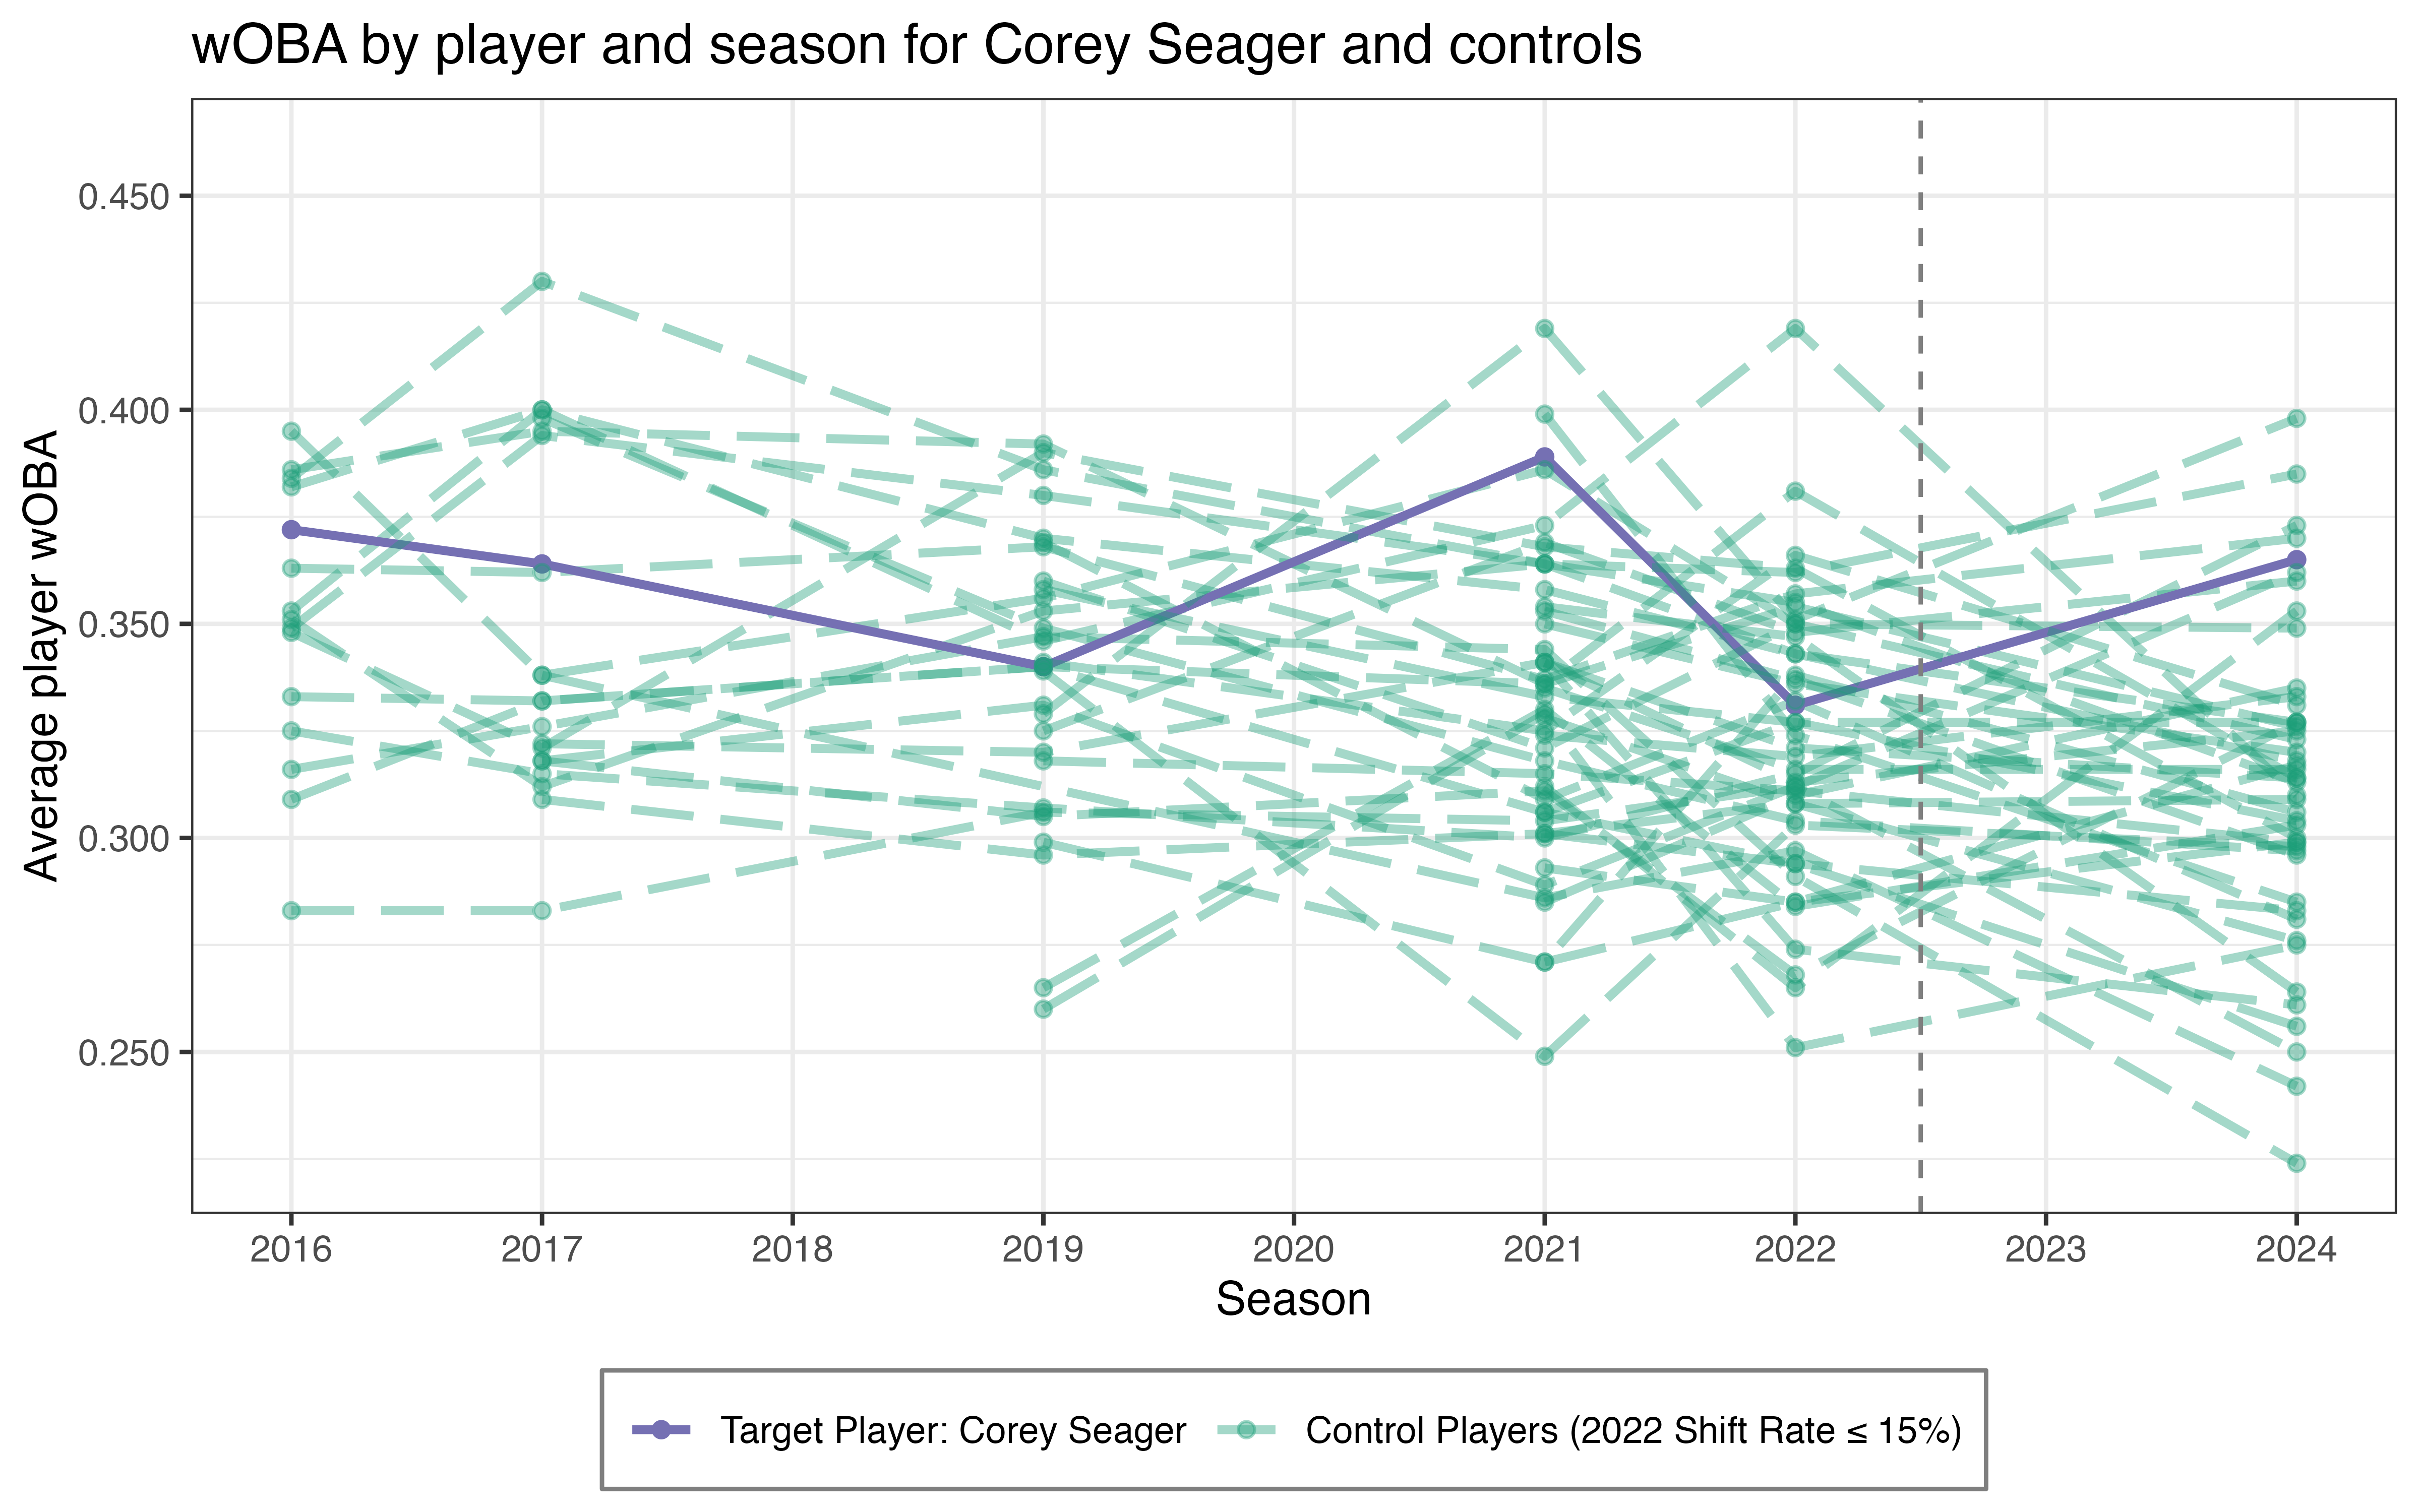 wOBA by player and season for Corey Seager and controls
Average player wOBA
0.450
0.400
0.350
0.300
0.250
2016 2017 2018 2019 2020 2021 2022 2023 2024
Season
Target Player: Corey Seager Control Players (2022 Shift Rate ≤ 15%)